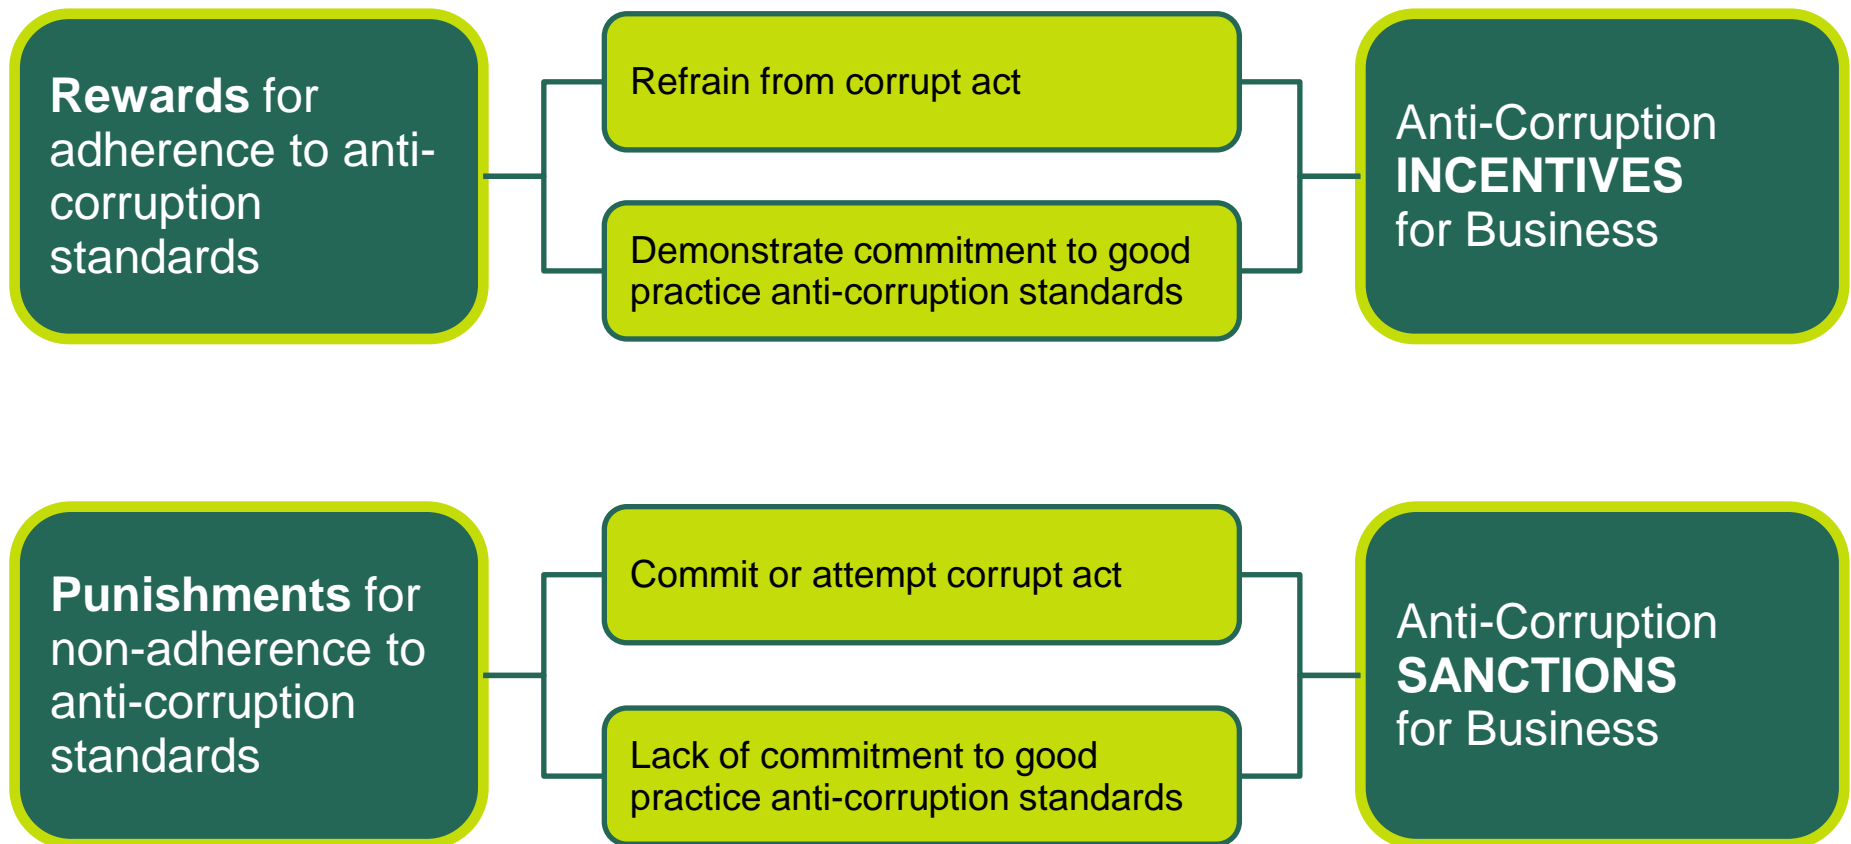 Rewards for
adherence to anti-
corruption
standards
Refrain from corrupt act
Demonstrate commitment to good
practice anti-corruption standards
Anti-Corruption
INCENTIVES
for Business
Punishments for
non-adherence to
anti-corruption
standards
Commit or attempt corrupt act
Lack of commitment to good
practice anti-corruption standards
Anti-Corruption
SANCTIONS
for Business